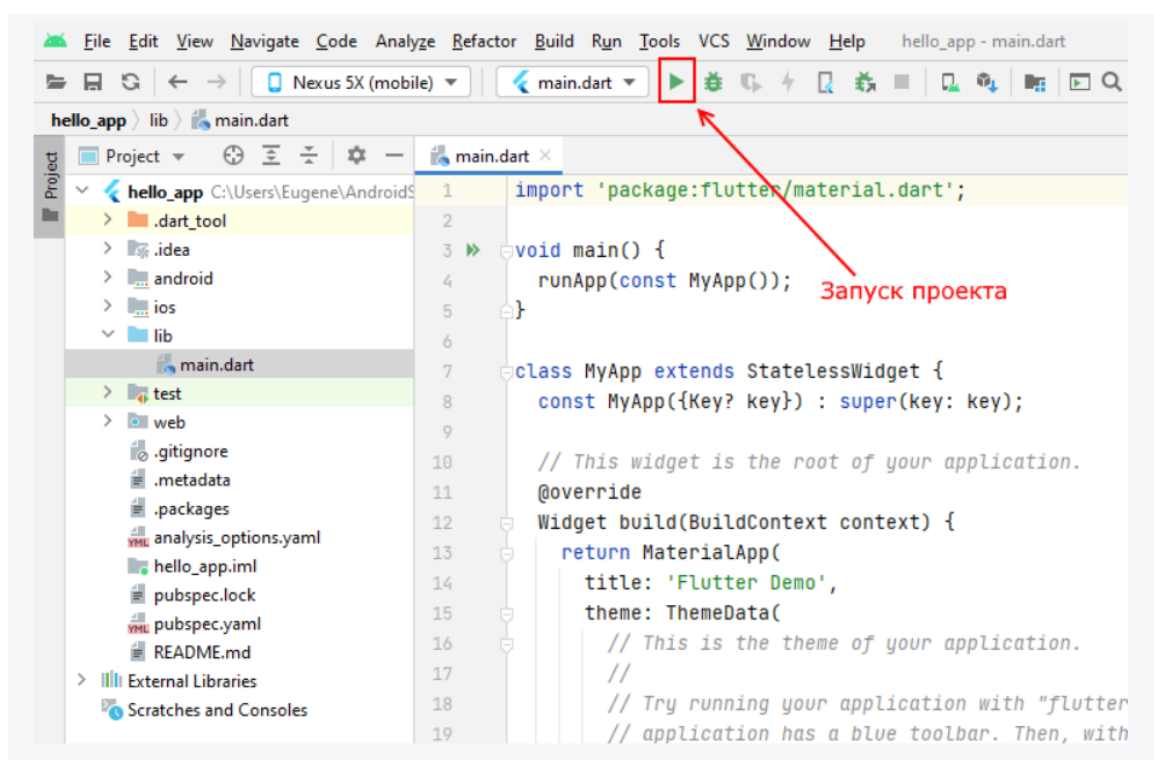 File Edit View Navigate Code Analyze Refactor Build Run Tools VCS Window Help hello_app - main.dart
Nexus 5X (mobile) main.dart
hello_app lib main.dart
Project
Project
main.dart
hello_app C:\Users\Eugene\AndroidS
.dart_tool
.idea
android
ios
lib
main.dart
test
web
.gitignore
.metadata
.packages
analysis_options.yaml
hello_app.iml
pubspec.lock
pubspec.yaml
README.md
External Libraries
Scratches and Consoles
1 import 'package:flutter/material.dart';
2
3 void main() {
4 runApp(const MyApp());
5 }
6
7 class MyApp extends StatelessWidget {
8 const MyApp({Key? key}) : super(key: key);
9
10 // This widget is the root of your application.
11 @override
12 Widget build(BuildContext context) {
13 return MaterialApp(
14 title: 'Flutter Demo',
15 theme: ThemeData(
16 // This is the theme of your application.
17 //
18 // Try running your application with "flutter
19 // application has a blue toolbar. Then, with
Запуск проекта